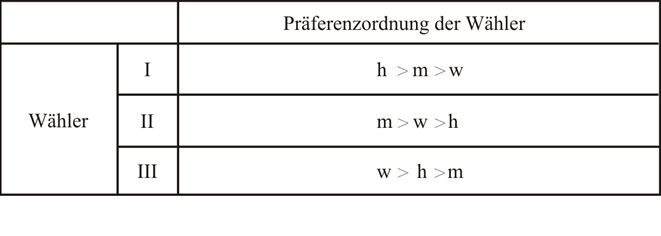 Präferenzordnung der Wähler
Wähler
I
h > m > w
II
m > w > h
III
w > h > m